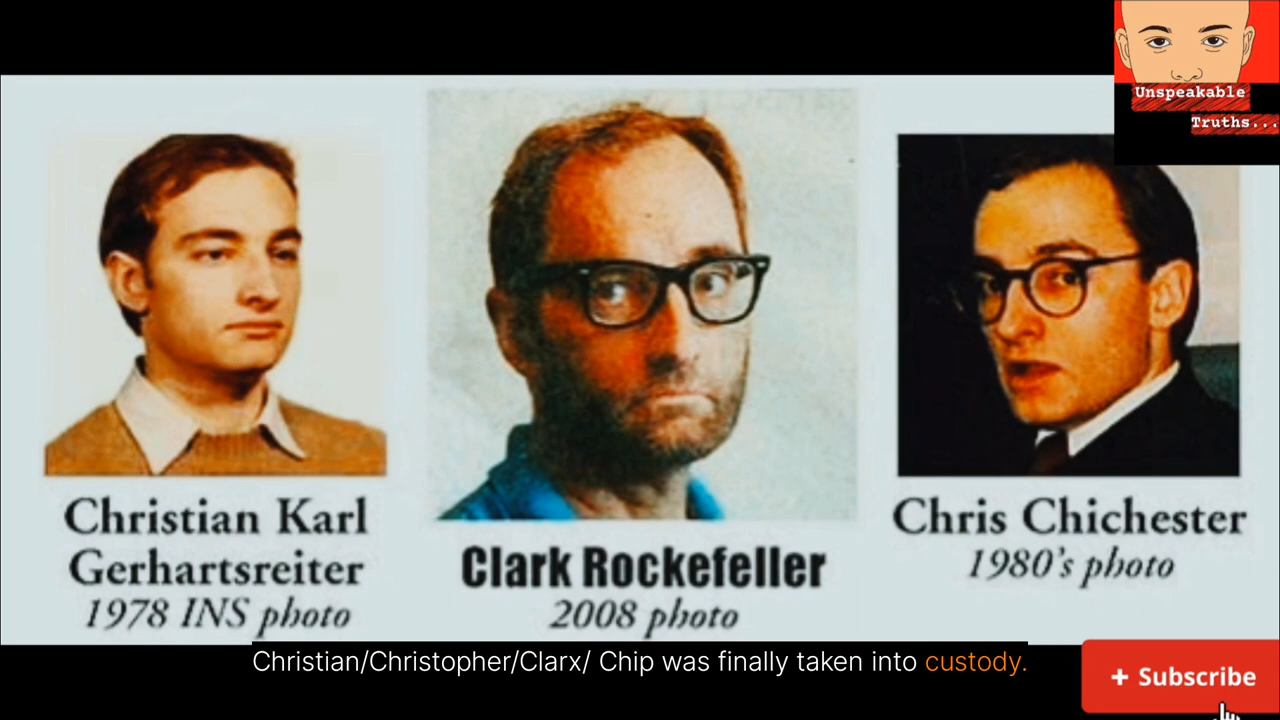 Unspeakable
Truths...
Christian Karl
Gerhartsreiter
1978 INS photo
Clark Rockefeller
2008 photo
Chris Chichester
1980's photo
Christian/Christopher/Clarx/ Chip was finally taken into custody.
+ Subscribe